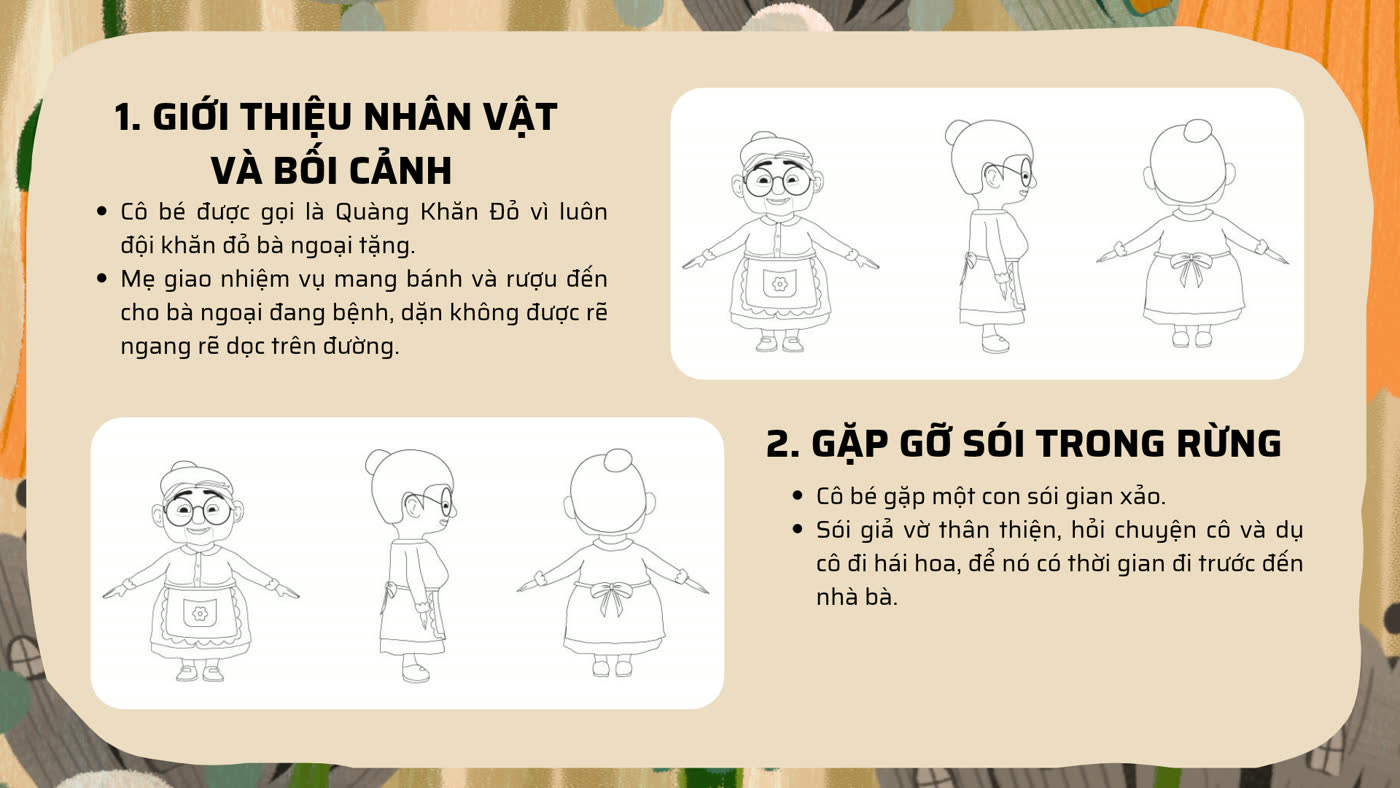 1. GIỚI THIỆU NHÂN VẬT
VÀ BỐI CẢNH
• Cô bé được gọi là Quàng Khăn Đỏ vì luôn
đội khăn đỏ bà ngoại tặng.
• Mẹ giao nhiệm vụ mang bánh và rượu đến
cho bà ngoại đang bệnh, dặn không được rẽ
ngang rẽ dọc trên đường.
2. GẶP GỠ SÓI TRONG RỪNG
• Cô bé gặp một con sói gian xảo.
• Sói giả vờ thân thiện, hỏi chuyện cô và dụ
cô đi hái hoa, để nó có thời gian đi trước đến
nhà bà.